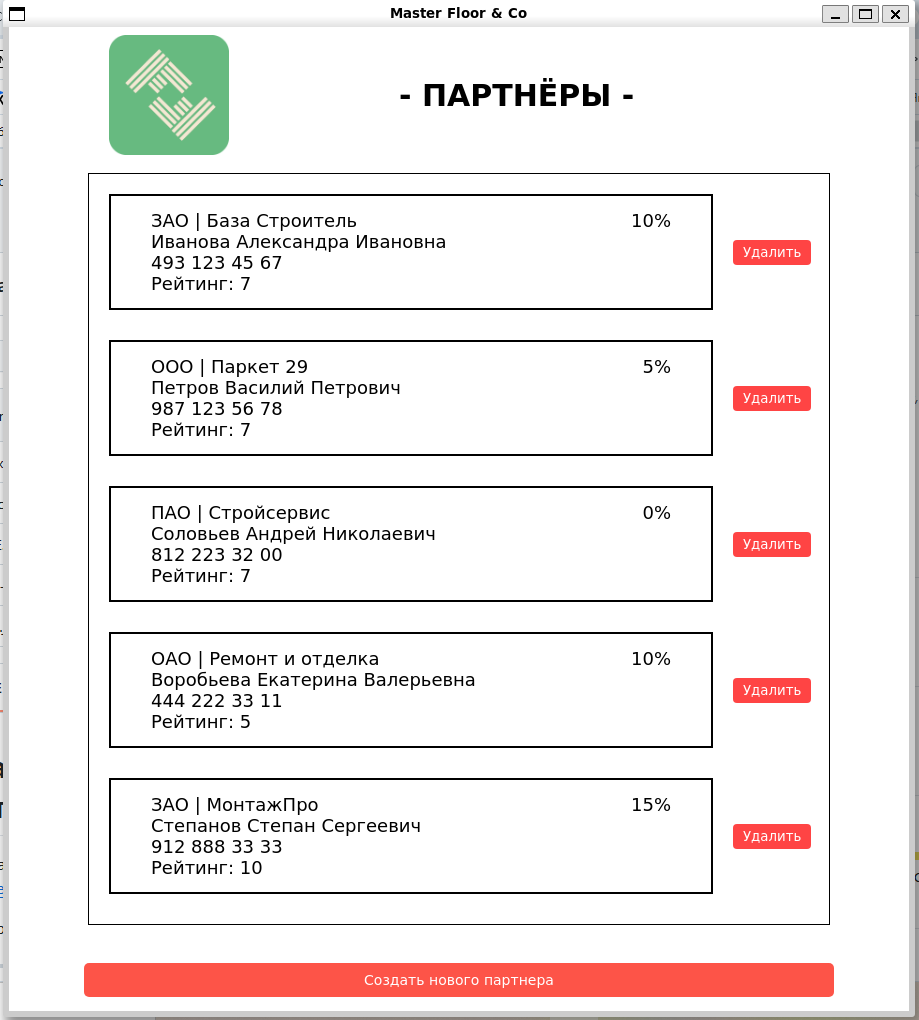 Master Floor & Co
- ПАРТНЁРЫ -
ЗАО | База Строитель 10%
Иванова Александра Ивановна
493 123 45 67
Рейтинг: 7
Удалить
ООО | Паркет 29 5%
Петров Василий Петрович
987 123 56 78
Рейтинг: 7
Удалить
ПАО | Стройсервис 0%
Соловьев Андрей Николаевич
812 223 32 00
Рейтинг: 7
Удалить
ОАО | Ремонт и отделка 10%
Воробьева Екатерина Валерьевна
444 222 33 11
Рейтинг: 5
Удалить
ЗАО | МонтажПро 15%
Степанов Степан Сергеевич
912 888 33 33
Рейтинг: 10
Удалить
Создать нового партнера